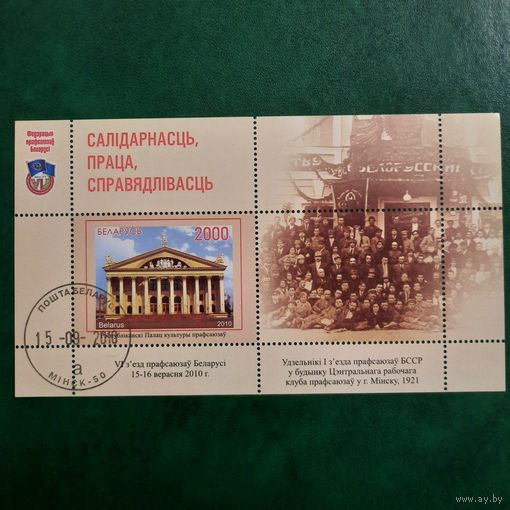 Федэрацыя
прафсаюзаў
Беларусі
САЛІДАРНАСЦЬ,
ПРАЦА,
СПРАВЯДЛІВАСЦЬ
БЕЛАРУСЬ 2000
Belarus 2010
Палац культуры прафсаюзаў
ПОШТА БЕЛАРУСІ
15-09-2010
а
МІНСК-50
VI з'езд прафсаюзаў Беларусі
15-16 верасня 2010 г.
БЕЛОРУССКИЙ
Удзельнікі I з'езда прафсаюзаў БССР
у будынку Цэнтральнага рабочага
клуба прафсаюзаў у г. Мінску, 1921
www.ay.by